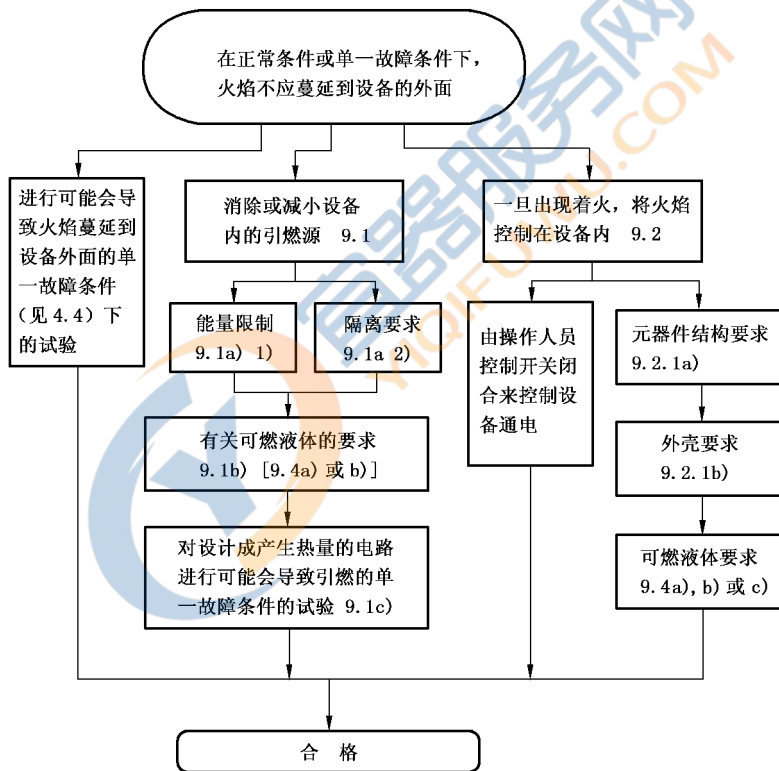 在正常条件或单一故障条件下，
火焰不应蔓延到设备的外面
进行可能会导
致火焰蔓延到
设备外面的单
一故障条件
（见 4.4）下
的试验
消除或减小设备
内的引燃源 9.1
一旦出现着火，将火焰
控制在设备内 9.2
能量限制
9.1a) 1)
隔离要求
9.1a 2)
由操作人员
控制开关闭
合来控制设
备通电
元器件结构要求
9.2.1a)
有关可燃液体的要求
9.1b) [9.4a) 或 b)]
外壳要求
9.2.1b)
对设计成产生热量的电路
进行可能会导致引燃的单
一故障条件的试验 9.1c)
可燃液体要求
9.4a), b) 或 c)
合 格
仪器服务网
YIQIFUWU.COM